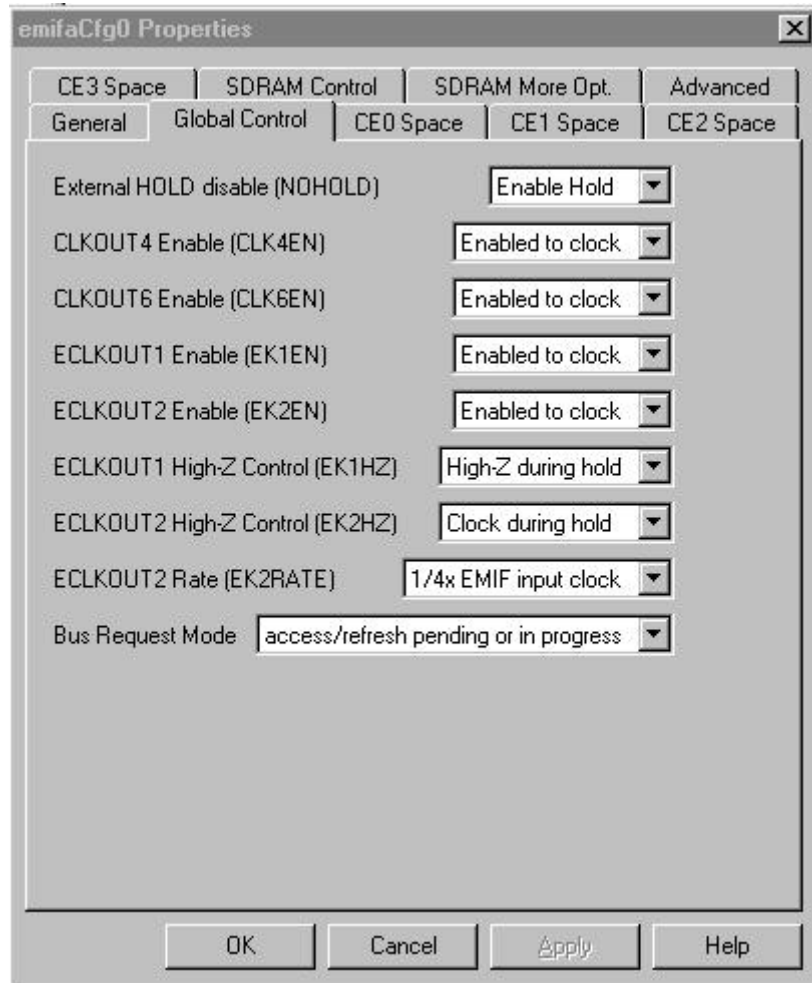 emifaCfg0 Properties
CE3 Space SDRAM Control SDRAM More Opt. Advanced
General Global Control CE0 Space CE1 Space CE2 Space
External HOLD disable (NOHOLD) Enable Hold
CLKOUT4 Enable (CLK4EN) Enabled to clock
CLKOUT6 Enable (CLK6EN) Enabled to clock
ECLKOUT1 Enable (EK1EN) Enabled to clock
ECLKOUT2 Enable (EK2EN) Enabled to clock
ECLKOUT1 High-Z Control (EK1HZ) High-Z during hold
ECLKOUT2 High-Z Control (EK2HZ) Clock during hold
ECLKOUT2 Rate (EK2RATE) 1/4x EMIF input clock
Bus Request Mode access/refresh pending or in progress
OK Cancel Apply Help